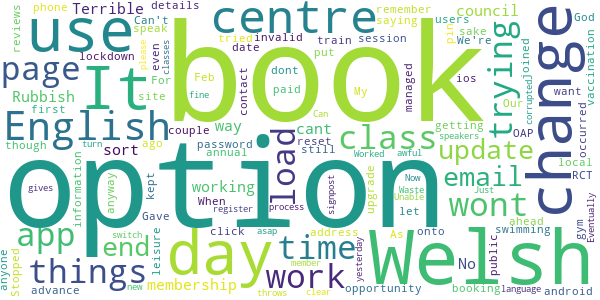 reviews phone Terrible details
Can't speak
centre
remember saying
council users
sake We're
God
lockdown tried invalid train session
use It book
page English
date even please classes
put pin
trying joined
vaccination
change
Rubbish For site
contact dont paid My
managed
ios Our
want
first sort couple cant class
getting speakers OAP
corrupted occurred
though turn ago way
password reset Can fine
load still
update
local RCT
information anyway
annual working
Worked awful
email
Now Waste Unable
Just
wont
option
gives
When register process
signpost upgrade
let
As
No
public
ahead swimming
gym
Eventually
app end day time
Gave kept
click address
onto
Welsh
anyone Stopped
leisure switch
asap
work
yesterday
opportunity
booking language android
things membership
member
advance new throws clear